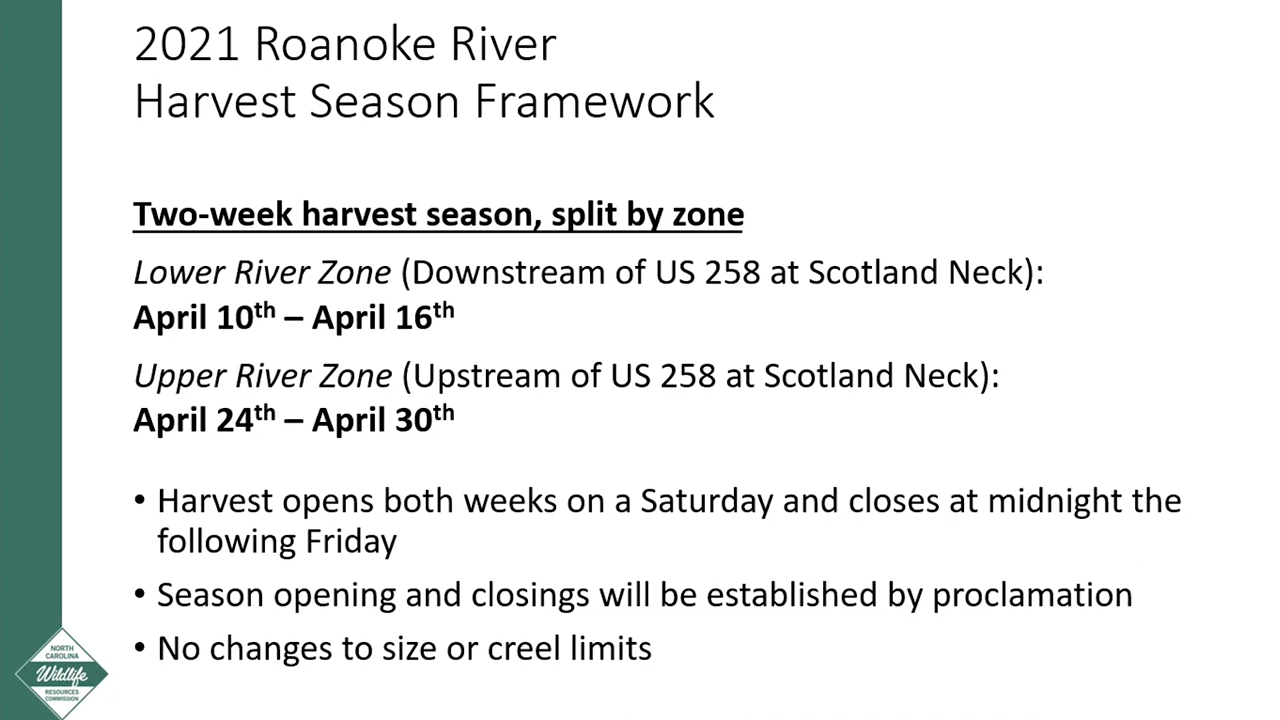 2021 Roanoke River
Harvest Season Framework
Two-week harvest season, split by zone
Lower River Zone (Downstream of US 258 at Scotland Neck):
April 10th – April 16th
Upper River Zone (Upstream of US 258 at Scotland Neck):
April 24th – April 30th
• Harvest opens both weeks on a Saturday and closes at midnight the
following Friday
• Season opening and closings will be established by proclamation
• No changes to size or creel limits
NORTH
CAROLINA
Wildlife
RESOURCES
COMMISSION